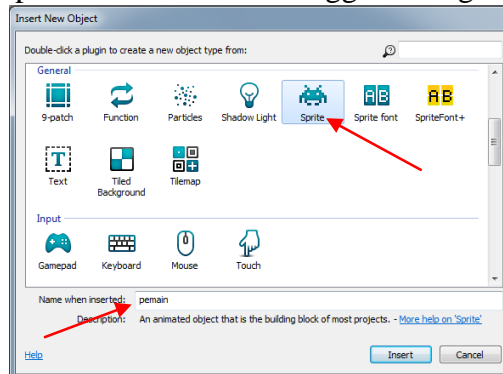 Insert New Object
Double-click a plugin to create a new object type from:
General
9-patch Function Particles Shadow Light Sprite Sprite font SpriteFont+
Text Tiled Background Tilemap
Input
Gamepad Keyboard Mouse Touch
Name when inserted: pemain
Description: An animated object that is the building block of most projects. - More help on 'Sprite'
Help Insert Cancel